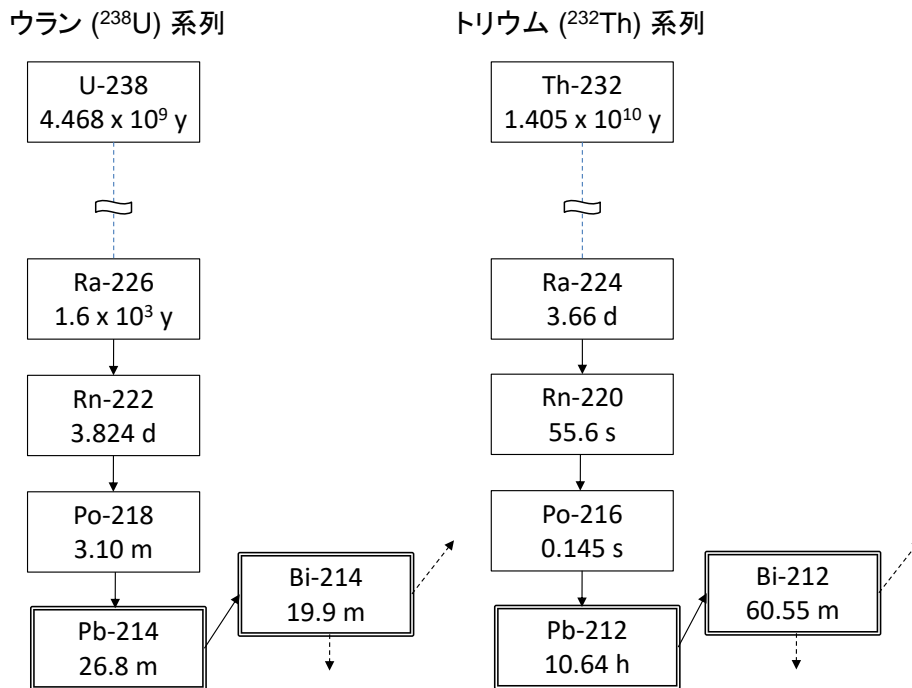 ウラン (²³⁸U) 系列
U-238
4.468 x 10⁹ y
Ra-226
1.6 x 10³ y
Rn-222
3.824 d
Po-218
3.10 m
Pb-214
26.8 m
Bi-214
19.9 m
トリウム (²³²Th) 系列
Th-232
1.405 x 10¹⁰ y
Ra-224
3.66 d
Rn-220
55.6 s
Po-216
0.145 s
Pb-212
10.64 h
Bi-212
60.55 m